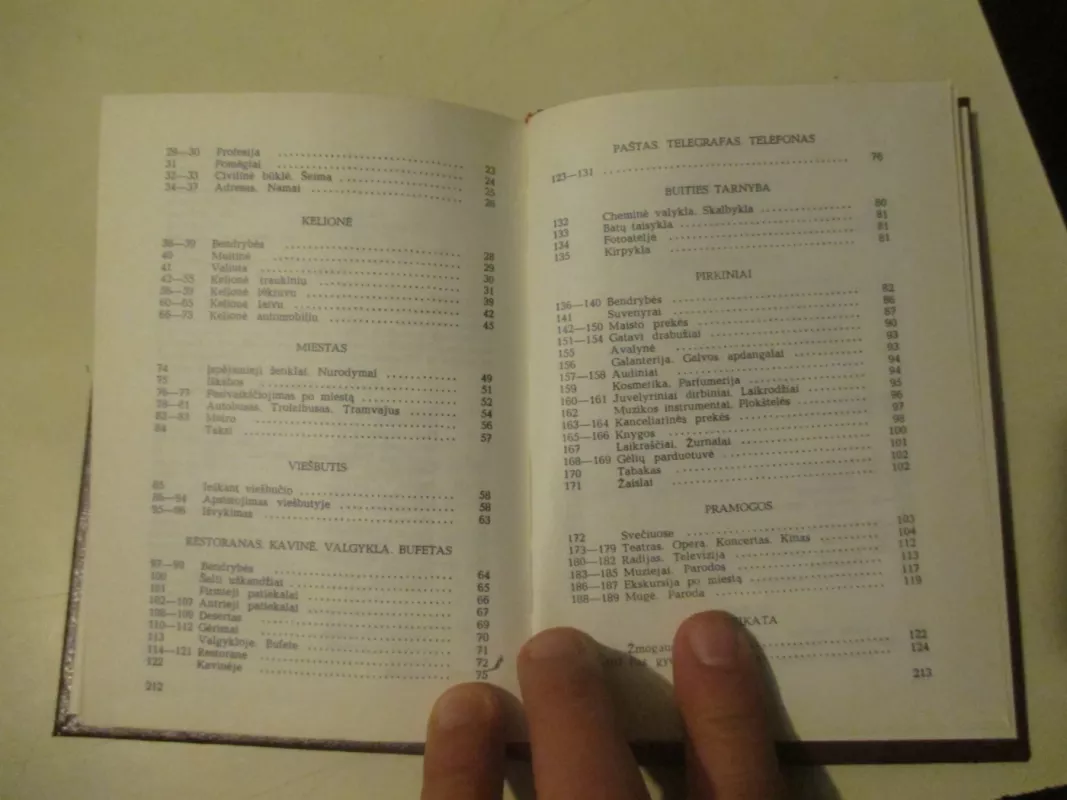 29—30 Profesija 23
31 Pomėgiai 24
32—33 Civilinė būklė. Šeima 25
34—37 Adresas. Namai 26
KELIONĖ
38—39 Bendrybės 28
40 Muitinė 29
41 Valiuta 30
42—55 Kelionė traukiniu 31
56—59 Kelionė lėktuvu 39
60—65 Kelionė laivu 42
66—73 Kelionė automobiliu 45
MIESTAS
74 Įspėjamieji ženklai. Nurodymai 49
75 Iškabos 51
76—77 Pasivaikščiojimas po miestą 52
78—81 Autobusas. Troleibusas. Tramvajus 54
82—83 Metro 56
84 Taksi 57
VIEŠBUTIS
85 Ieškant viešbučio 58
86—94 Apsistojimas viešbutyje 58
95—96 Išvykimas 63
RESTORANAS. KAVINĖ. VALGYKLA. BUFETAS
97—99 Bendrybės 64
100 Šalti užkandžiai 65
101 Pirmieji patiekalai 66
102—107 Antrieji patiekalai 67
108—109 Desertas 69
110—112 Gėrimai 70
113 Valgykloje. Bufete 71
114—121 Restorane 72
122 Kavinėje 75
212
PAŠTAS. TELEGRAFAS. TELEFONAS
123—131 76
BUITIES TARNYBA
132 Cheminė valykla. Skalbykla 80
133 Batų taisykla 81
134 Fotoateljė 81
135 Kirpykla 81
PIRKINIAI
136—140 Bendrybės 82
141 Suvenyrai 86
142—150 Maisto prekės 87
151—154 Gatavi drabužiai 90
155 Avalynė 93
156 Galanterija. Galvos apdangalai 93
157—158 Audiniai 94
159 Kosmetika. Parfumerija 94
160—161 Juvelyriniai dirbiniai. Laikrodžiai 95
162 Muzikos instrumentai. Plokštelės 96
163—164 Kanceliarinės prekės 97
165—166 Knygos 98
167 Laikraščiai. Žurnalai 100
168—169 Gėlių parduotuvė 101
170 Tabakas 102
171 Žaislai 102
PRAMOGOS
172 Svečiuose 103
173—179 Teatras. Opera. Koncertas. Kinas 104
180—182 Radijas. Televizija 112
183—185 Muziejai. Parodos 113
186—187 Ekskursija po miestą 117
188—189 Mugė. Paroda 119
IKATA
Žmogau 122
gy 124
213